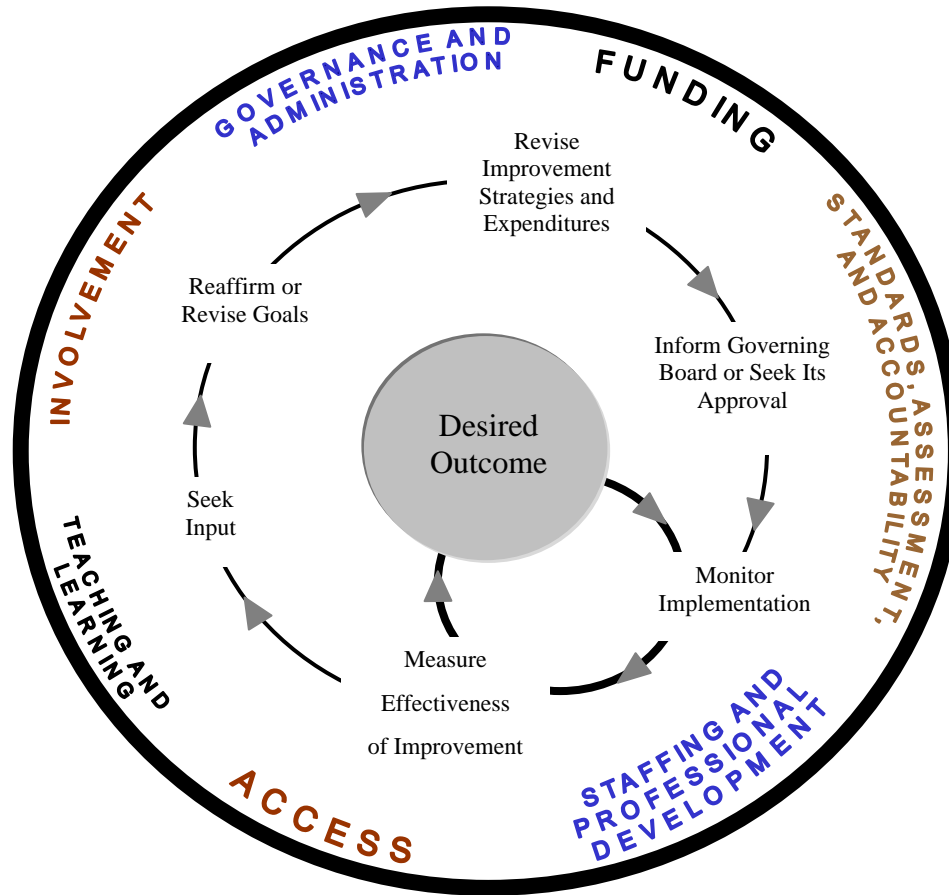 GOVERNANCE AND
ADMINISTRATION
FUNDING
STANDARDS, ASSESSMENT,
AND ACCOUNTABILITY
STAFFING AND
PROFESSIONAL
DEVELOPMENT
ACCESS
TEACHING AND
LEARNING
INVOLVEMENT
Revise
Improvement
Strategies and
Expenditures
Inform Governing
Board or Seek Its
Approval
Monitor
Implementation
Measure
Effectiveness
of Improvement
Seek
Input
Reaffirm or
Revise Goals
Desired
Outcome